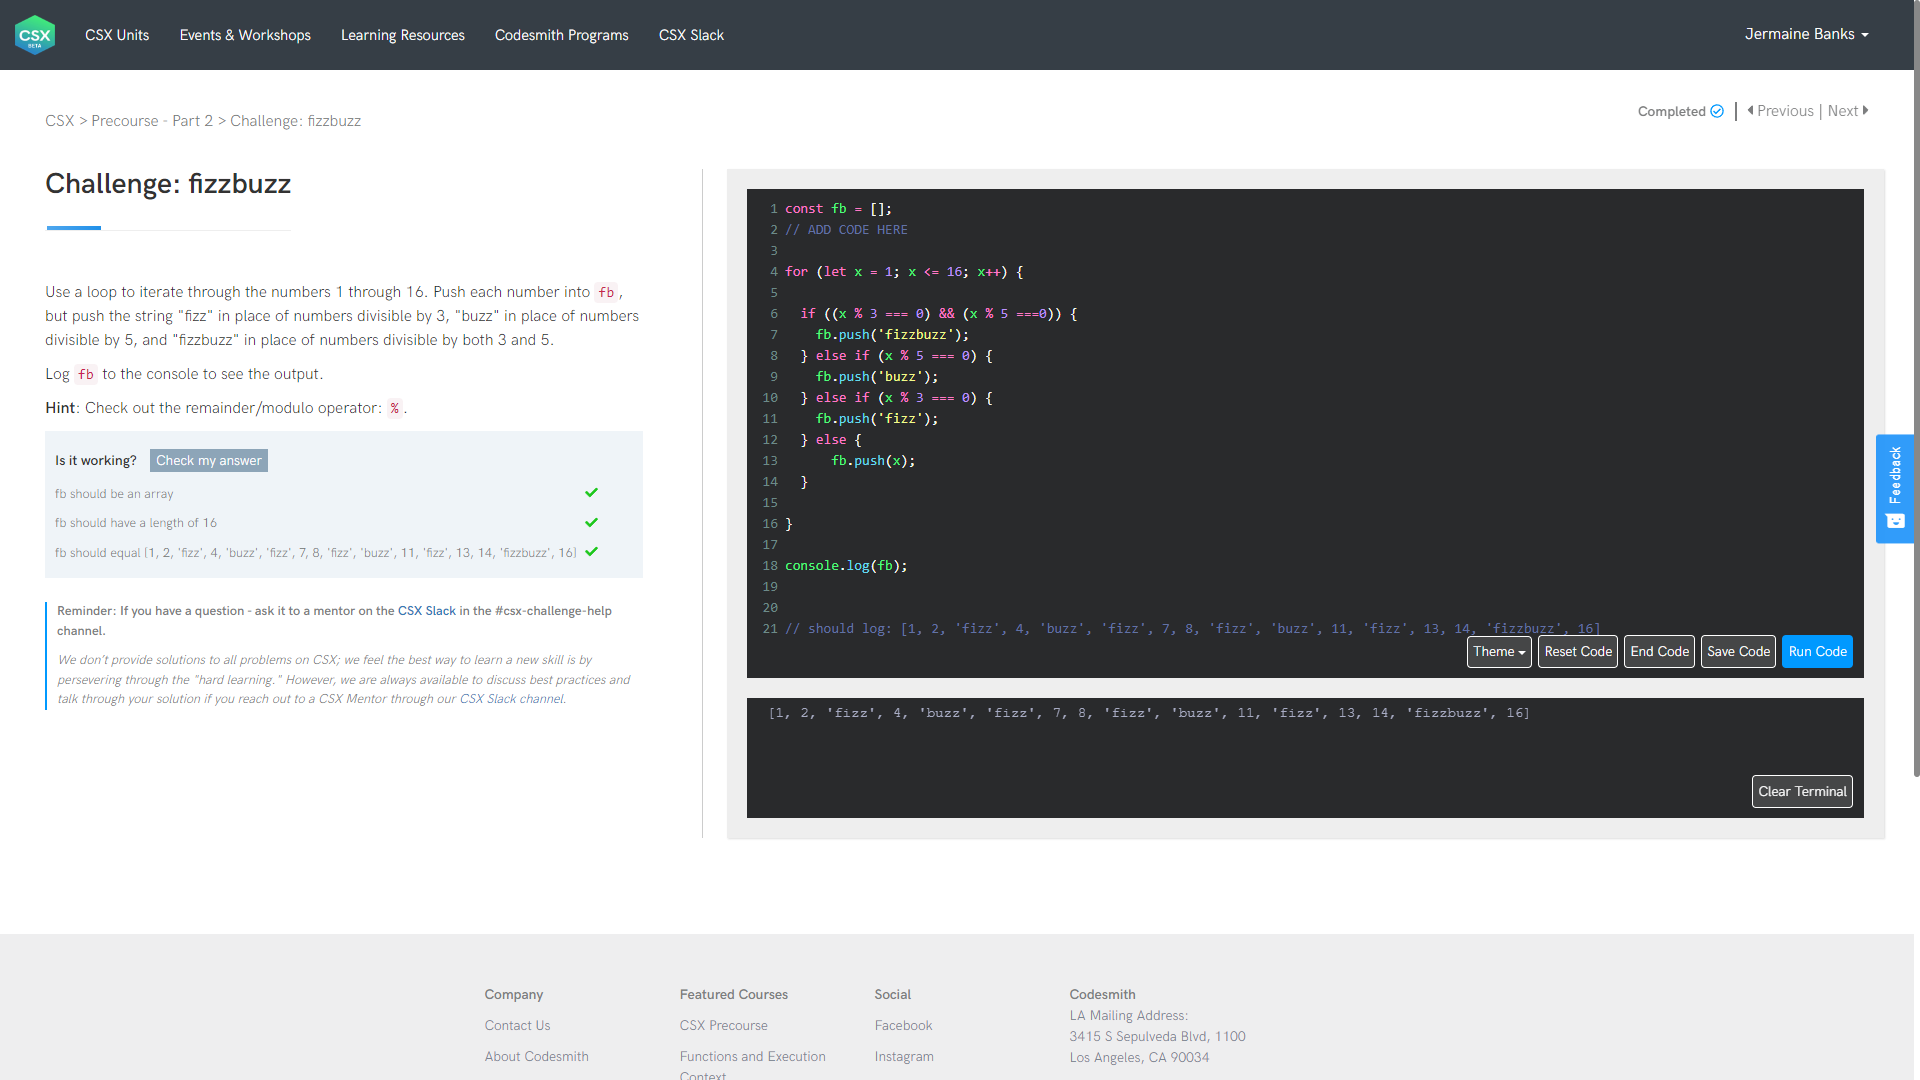 CSX
BETA
CSX Units
Events & Workshops
Learning Resources
Codesmith Programs
CSX Slack
Jermaine Banks
CSX > Precourse - Part 2 > Challenge: fizzbuzz
Completed
Previous | Next
Challenge: fizzbuzz
Use a loop to iterate through the numbers 1 through 16. Push each number into fb,
but push the string "fizz" in place of numbers divisible by 3, "buzz" in place of numbers
divisible by 5, and "fizzbuzz" in place of numbers divisible by both 3 and 5.
Log fb to the console to see the output.
Hint: Check out the remainder/modulo operator: %.
Is it working?
Check my answer
fb should be an array
fb should have a length of 16
fb should equal [1, 2, 'fizz', 4, 'buzz', 'fizz', 7, 8, 'fizz', 'buzz', 11, 'fizz', 13, 14, 'fizzbuzz', 16]
Reminder: If you have a question - ask it to a mentor on the CSX Slack in the #csx-challenge-help
channel.
We don't provide solutions to all problems on CSX; we feel the best way to learn a new skill is by
persevering through the "hard learning." However, we are always available to discuss best practices and
talk through your solution if you reach out to a CSX Mentor through our CSX Slack channel.
1 const fb = [];
2 // ADD CODE HERE
3
4 for (let x = 1; x <= 16; x++) {
5
6   if ((x % 3 === 0) && (x % 5 ===0)) {
7     fb.push('fizzbuzz');
8   } else if (x % 5 === 0) {
9     fb.push('buzz');
10   } else if (x % 3 === 0) {
11     fb.push('fizz');
12   } else {
13       fb.push(x);
14   }
15
16 }
17
18 console.log(fb);
19
20
21 // should log: [1, 2, 'fizz', 4, 'buzz', 'fizz', 7, 8, 'fizz', 'buzz', 11, 'fizz', 13, 14, 'fizzbuzz', 16]
Theme
Reset Code
End Code
Save Code
Run Code
[1, 2, 'fizz', 4, 'buzz', 'fizz', 7, 8, 'fizz', 'buzz', 11, 'fizz', 13, 14, 'fizzbuzz', 16]
Clear Terminal
Feedback
Company
Contact Us
About Codesmith
Featured Courses
CSX Precourse
Functions and Execution
Context
Social
Facebook
Instagram
Codesmith
LA Mailing Address:
3415 S Sepulveda Blvd, 1100
Los Angeles, CA 90034